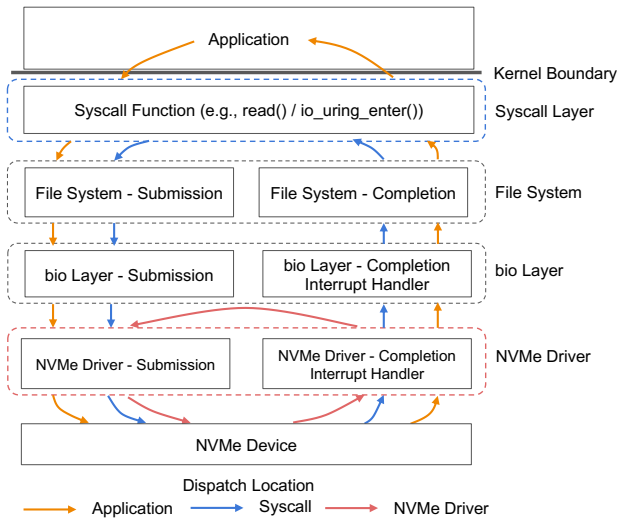 Application
Kernel Boundary
Syscall Function (e.g., read() / io_uring_enter())
Syscall Layer
File System - Submission
File System - Completion
File System
bio Layer - Submission
bio Layer - Completion
Interrupt Handler
bio Layer
NVMe Driver - Submission
NVMe Driver - Completion
Interrupt Handler
NVMe Driver
NVMe Device
Dispatch Location
Application
Syscall
NVMe Driver